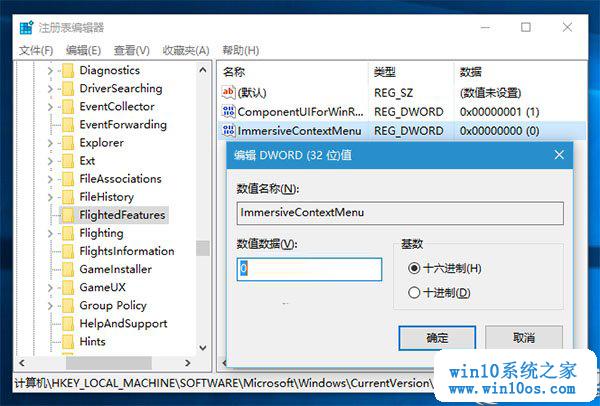 注册表编辑器
文件(F) 编辑(E) 查看(V) 收藏夹(A) 帮助(H)
Diagnostics
DriverSearching
EventCollector
EventForwarding
Explorer
Ext
FileAssociations
FileHistory
FlightedFeatures
Flighting
FlightsInformation
GameInstaller
GameUX
Group Policy
HelpAndSupport
Hints
名称 类型 数据
ab (默认) REG_SZ (数值未设置)
ComponentUIForWinR... REG_DWORD 0x00000001 (1)
ImmersiveContextMenu REG_DWORD 0x00000000 (0)
编辑 DWORD (32 位)值
数值名称(N):
ImmersiveContextMenu
数值数据(V):
0
基数
十六进制(H)
十进制(D)
确定 取消
计算机\HKEY_LOCAL_MACHINE\SOFTWARE\Microsoft\Windows\CurrentVersion\
win10系统之家
www.win10os.com